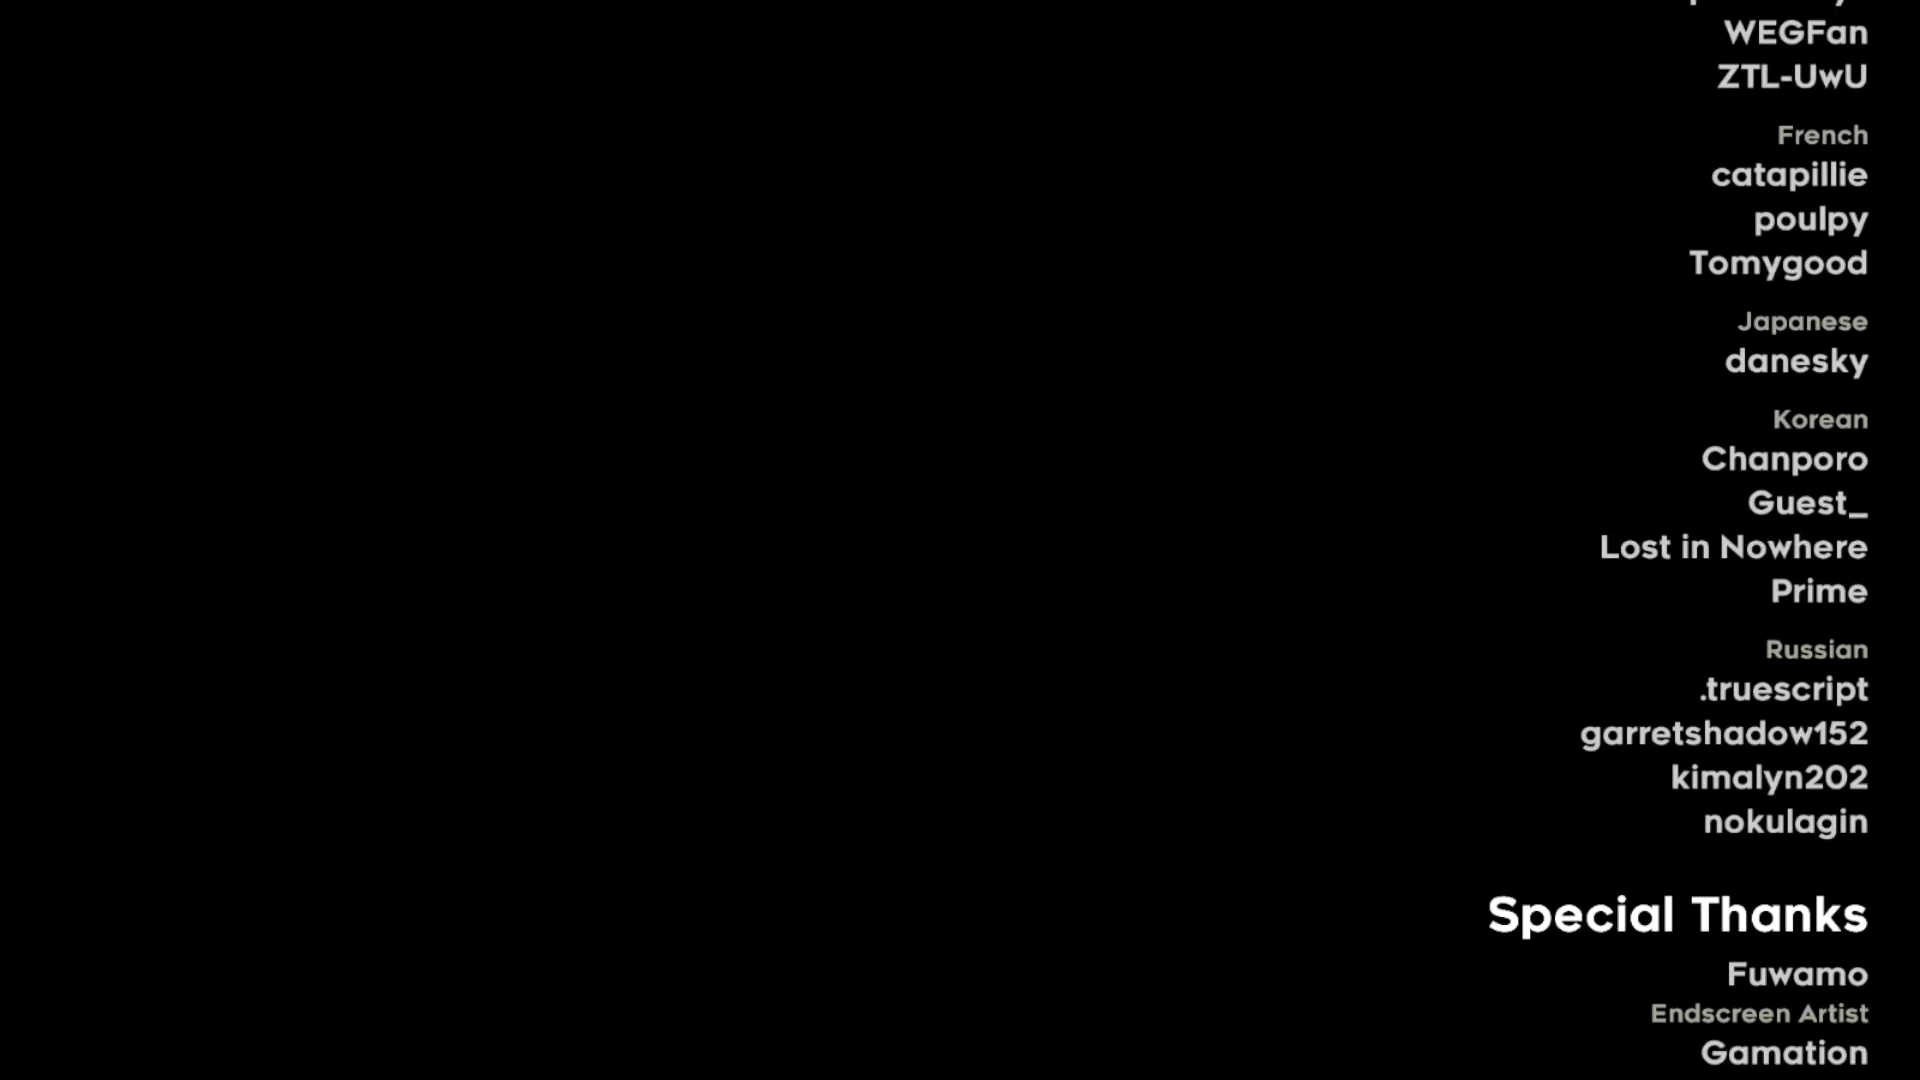 WEGFan
ZTL-UwU
French
catapillie
poulpy
Tomygood
Japanese
danesky
Korean
Chanporo
Guest_
Lost in Nowhere
Prime
Russian
.truescript
garretshadow152
kimalyn202
nokulagin
Special Thanks
Fuwamo
Endscreen Artist
Gamation